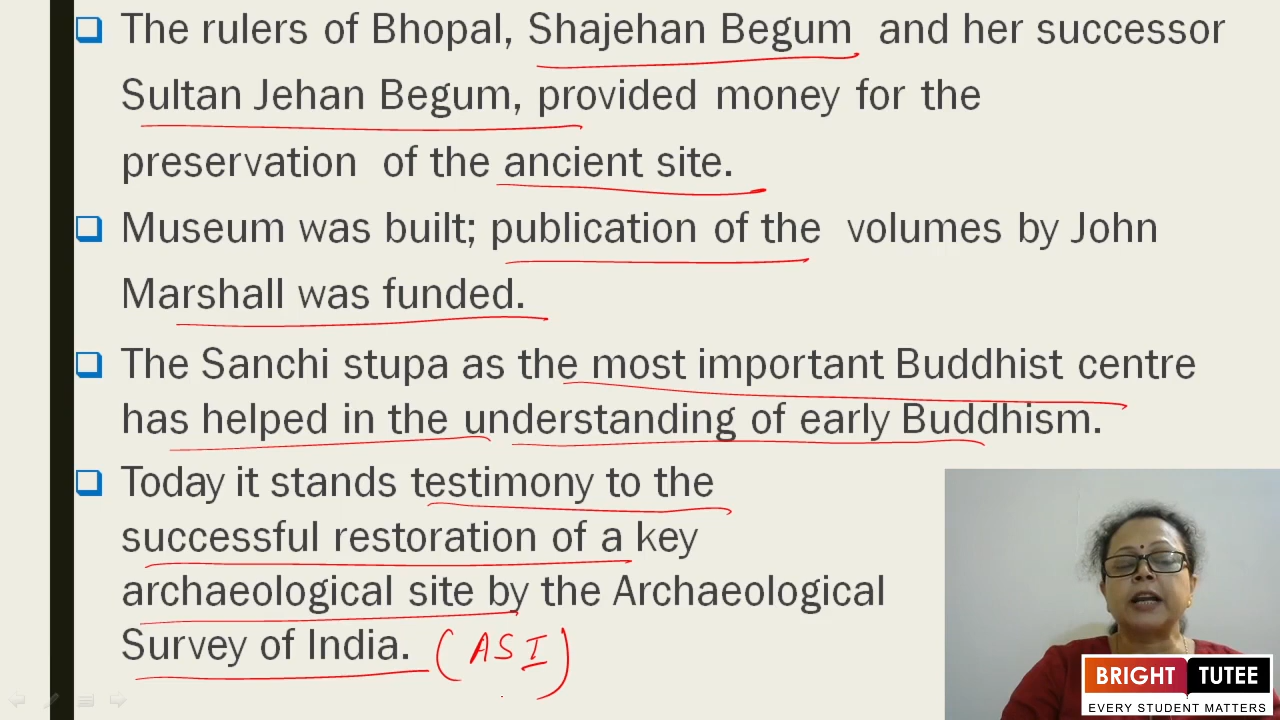 The rulers of Bhopal, Shajehan Begum and her successor
Sultan Jehan Begum, provided money for the
preservation of the ancient site.
Museum was built; publication of the volumes by John
Marshall was funded.
The Sanchi stupa as the most important Buddhist centre
has helped in the understanding of early Buddhism.
Today it stands testimony to the
successful restoration of a key
archaeological site by the Archaeological
Survey of India. (ASI)
BRIGHT TUTEE
EVERY STUDENT MATTERS